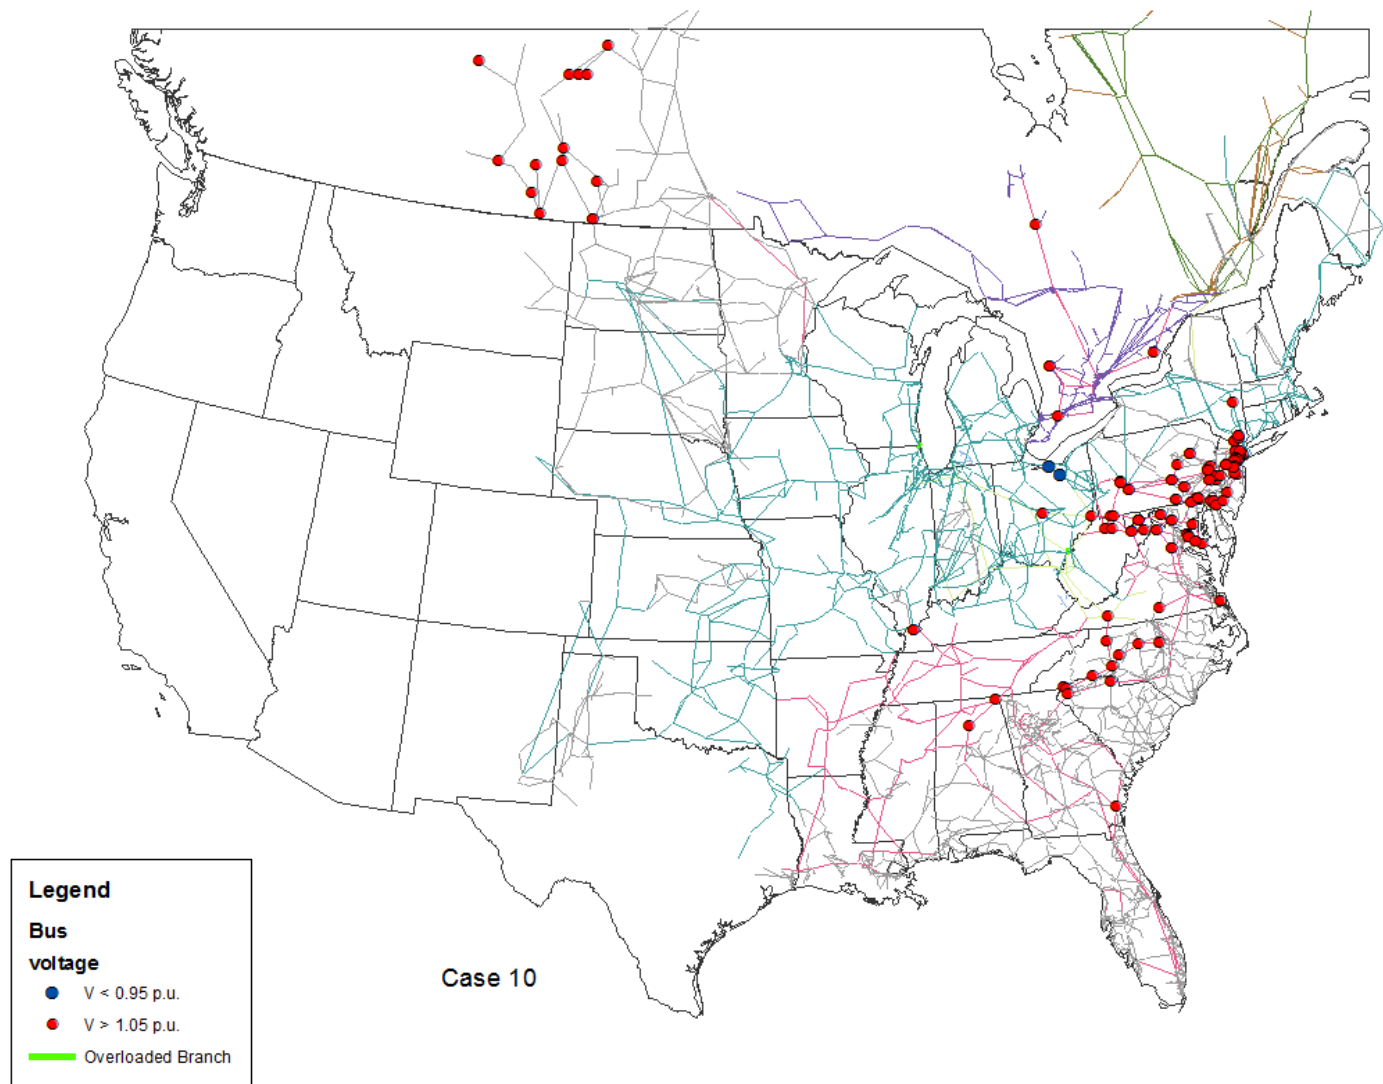 Legend
Bus
voltage
V < 0.95 p.u.
V > 1.05 p.u.
Overloaded Branch
Case 10